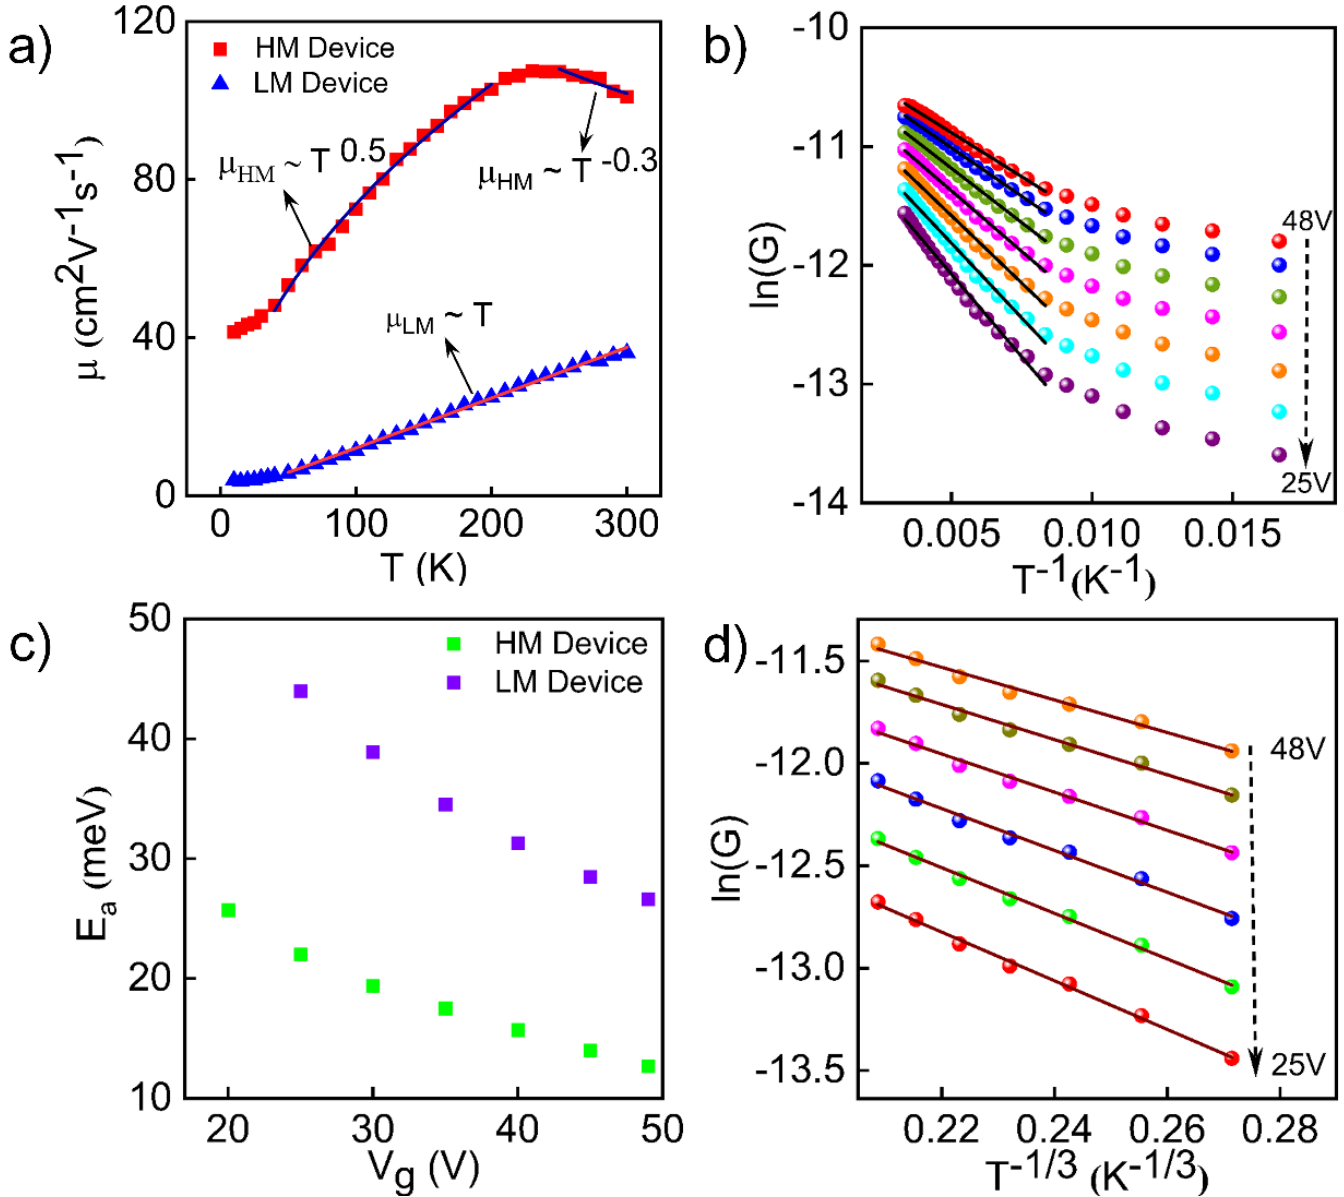 a)
120
80
40
0
HM Device
LM Device
μHM ~ T 0.5
μHM ~ T -0.3
μLM ~ T
0 100 200 300
T (K)
μ (cm2V-1s-1)
b)
-10
-11
-12
-13
-14
48V
25V
0.005 0.010 0.015
T-1(K-1)
ln(G)
c)
50
40
30
20
10
HM Device
LM Device
20 30 40 50
Vg (V)
Ea (meV)
d)
-11.5
-12.0
-12.5
-13.0
-13.5
48V
25V
0.22 0.24 0.26 0.28
T-1/3 (K-1/3)
ln(G)